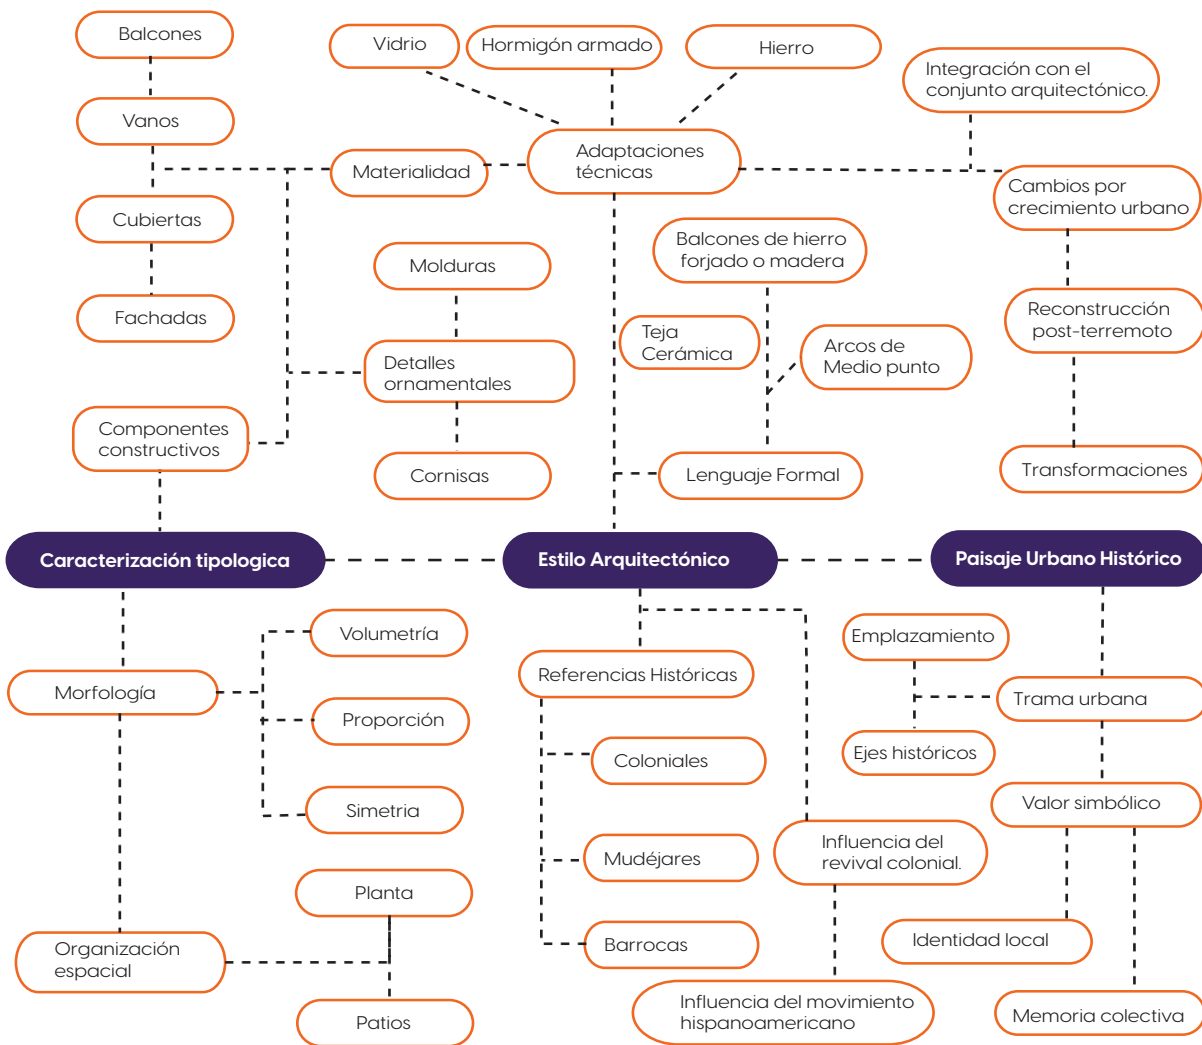 Balcones
Vidrio
Hormigón armado
Hierro
Integración con el
conjunto arquitectónico.
Vanos
Materialidad
Adaptaciones
técnicas
Cambios por
crecimiento urbano
Cubiertas
Molduras
Balcones de hierro
forjado o madera
Fachadas
Teja
Cerámica
Arcos de
Medio punto
Reconstrucción
post-terremoto
Detalles
ornamentales
Componentes
constructivos
Cornisas
Lenguaje Formal
Transformaciones
Caracterización tipologica
Estilo Arquitectónico
Paisaje Urbano Histórico
Volumetría
Emplazamiento
Morfología
Referencias Históricas
Trama urbana
Proporción
Coloniales
Ejes históricos
Simetria
Valor simbólico
Mudéjares
Influencia del
revival colonial.
Planta
Organización
espacial
Barrocas
Identidad local
Patios
Influencia del movimiento
hispanoamericano
Memoria colectiva